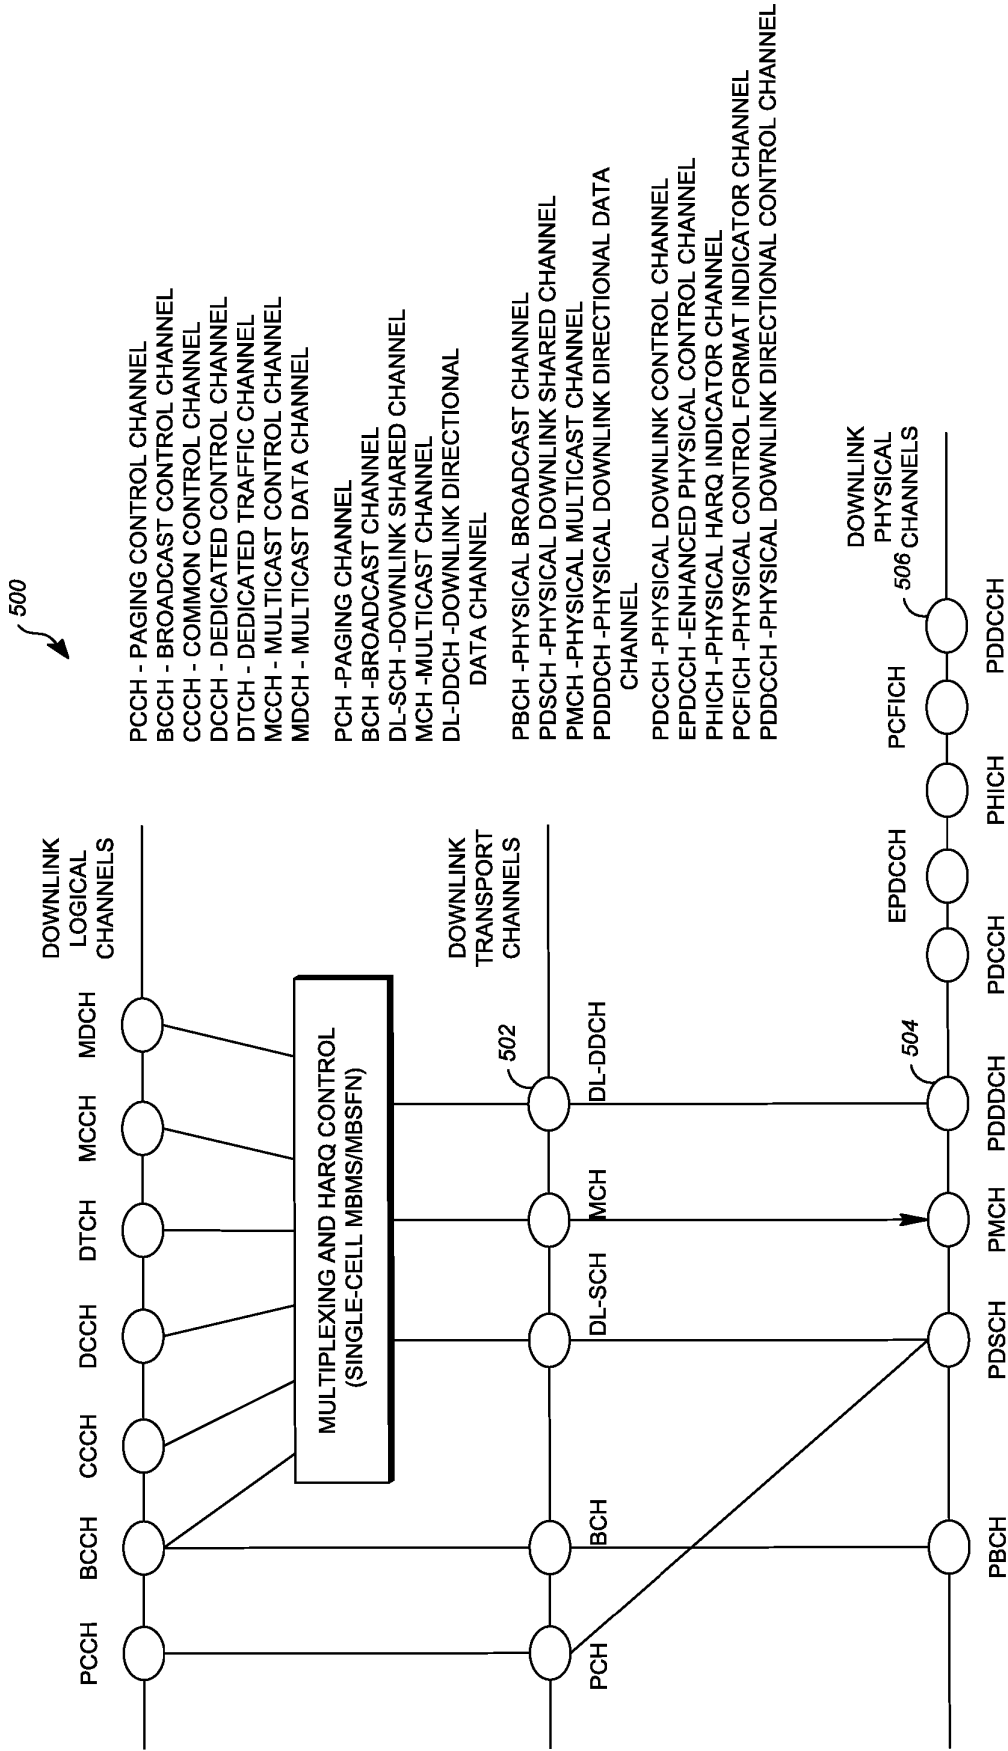 500
PCCH
BCCH
CCCH
DCCH
DTCH
MCCH
MDCH
DOWNLINK
LOGICAL
CHANNELS
MULTIPLEXING AND HARQ CONTROL
(SINGLE-CELL MBMS/MBSFN)
PCH
BCH
DL-SCH
MCH
DL-DDCH
502
DOWNLINK
TRANSPORT
CHANNELS
PBCH
PDSCH
PMCH
PDDDCH
504
PDCCH
EPDCCH
PHICH
PCFICH
PDDCCH
506
DOWNLINK
PHYSICAL
CHANNELS
PCCH - PAGING CONTROL CHANNEL
BCCH - BROADCAST CONTROL CHANNEL
CCCH - COMMON CONTROL CHANNEL
DCCH - DEDICATED CONTROL CHANNEL
DTCH - DEDICATED TRAFFIC CHANNEL
MCCH - MULTICAST CONTROL CHANNEL
MDCH - MULTICAST DATA CHANNEL
PCH -PAGING CHANNEL
BCH -BROADCAST CHANNEL
DL-SCH -DOWNLINK SHARED CHANNEL
MCH -MULTICAST CHANNEL
DL-DDCH -DOWNLINK DIRECTIONAL
DATA CHANNEL
PBCH -PHYSICAL BROADCAST CHANNEL
PDSCH -PHYSICAL DOWNLINK SHARED CHANNEL
PMCH -PHYSICAL MULTICAST CHANNEL
PDDDCH -PHYSICAL DOWNLINK DIRECTIONAL DATA
CHANNEL
PDCCH -PHYSICAL DOWNLINK CONTROL CHANNEL
EPDCCH -ENHANCED PHYSICAL CONTROL CHANNEL
PHICH -PHYSICAL HARQ INDICATOR CHANNEL
PCFICH -PHYSICAL CONTROL FORMAT INDICATOR CHANNEL
PDDCCH -PHYSICAL DOWNLINK DIRECTIONAL CONTROL CHANNEL